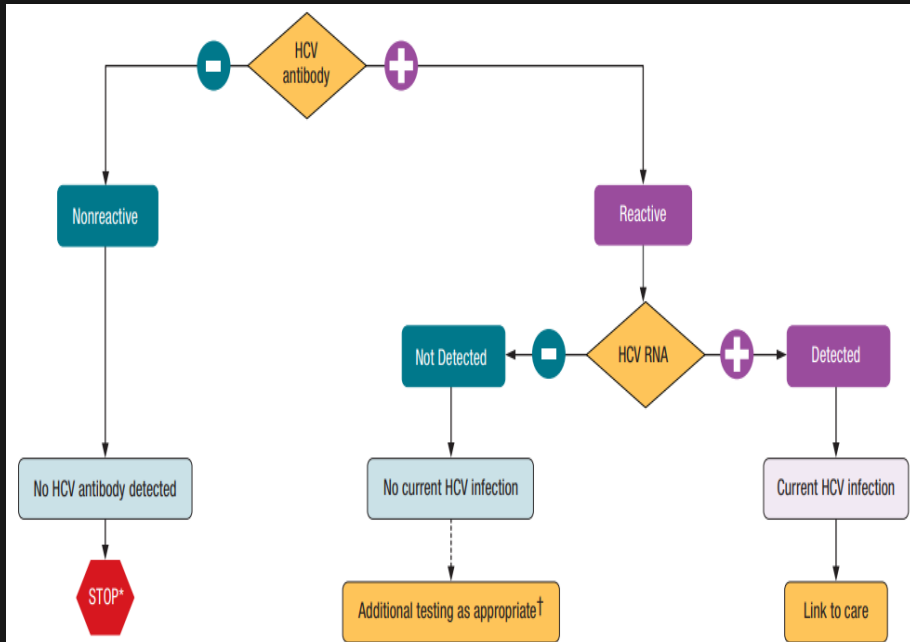 HCV
antibody
-
+
Nonreactive
Reactive
HCV RNA
-
+
Not Detected
Detected
No HCV antibody detected
No current HCV infection
Current HCV infection
STOP*
Additional testing as appropriate†
Link to care